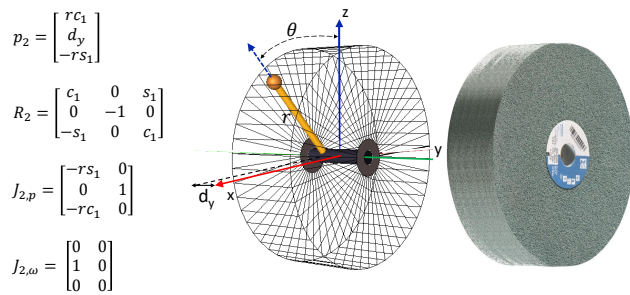 p₂ = [rc₁; d_y; −rs₁]
R₂ = [c₁ 0 s₁; 0 −1 0; −s₁ 0 c₁]
J₂,ₚ = [−rs₁ 0; 0 1; −rc₁ 0]
J₂,ω = [0 0; 1 0; 0 0]
θ
z
r
y
d_y
x